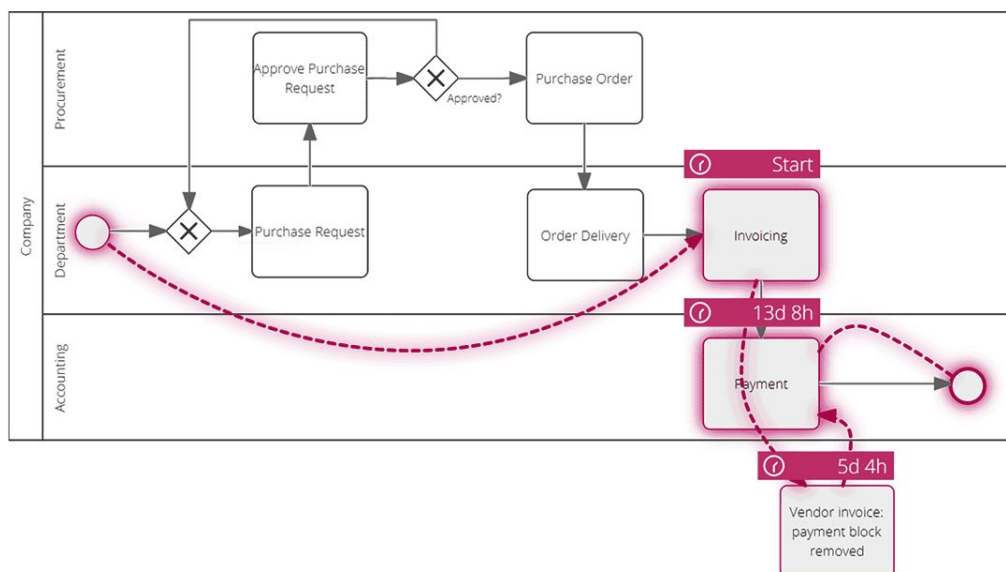 Company
Procurement
Approve Purchase
Request
Approved?
Purchase Order
Department
Purchase Request
Order Delivery
Start
Invoicing
Accounting
13d 8h
Payment
5d 4h
Vendor invoice:
payment block
removed